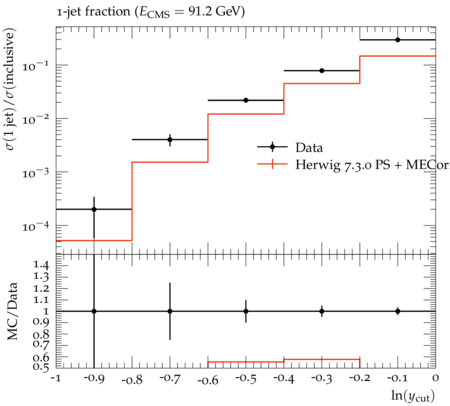 1-jet fraction (E_CMS = 91.2 GeV)
σ(1 jet)/σ(inclusive)
10⁻¹
10⁻²
10⁻³
10⁻⁴
Data
Herwig 7.3.0 PS + MECor
MC/Data
1.4
1.3
1.2
1.1
1
0.9
0.8
0.7
0.6
0.5
-1 -0.9 -0.8 -0.7 -0.6 -0.5 -0.4 -0.3 -0.2 -0.1 0
ln(y_cut)